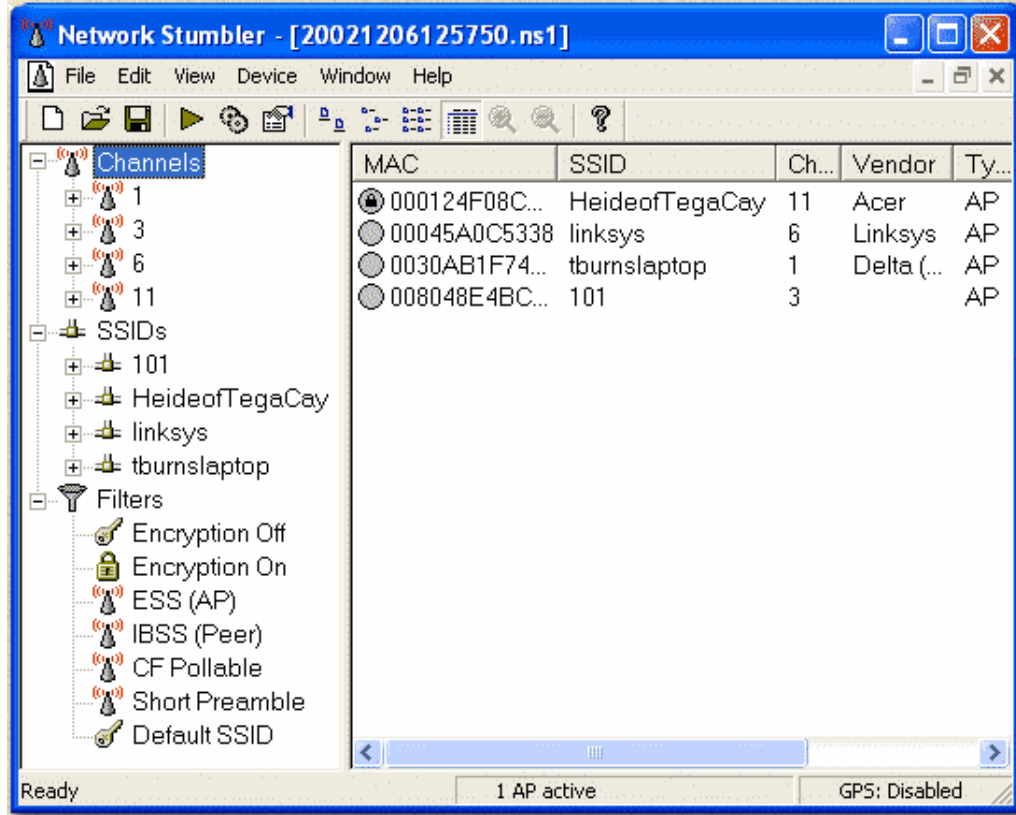 Network Stumbler - [20021206125750.ns1]
File Edit View Device Window Help
Channels
1
3
6
11
SSIDs
101
HeideofTegaCay
linksys
tburnslaptop
Filters
Encryption Off
Encryption On
ESS (AP)
IBSS (Peer)
CF Pollable
Short Preamble
Default SSID
MAC SSID Ch... Vendor Ty...
000124F08C... HeideofTegaCay 11 Acer AP
00045A0C5338 linksys 6 Linksys AP
0030AB1F74... tburnslaptop 1 Delta (... AP
008048E4BC... 101 3 AP
Ready 1 AP active GPS: Disabled